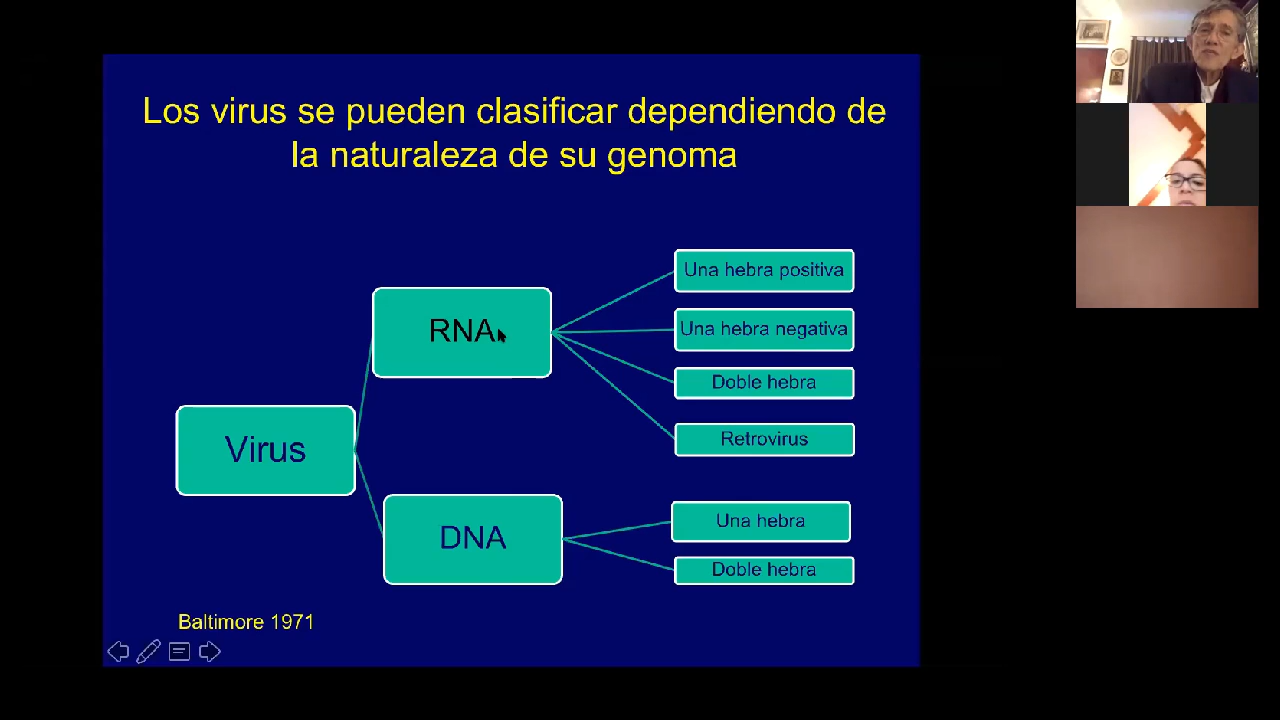 Los virus se pueden clasificar dependiendo de
la naturaleza de su genoma
Virus
RNA
Una hebra positiva
Una hebra negativa
Doble hebra
Retrovirus
DNA
Una hebra
Doble hebra
Baltimore 1971